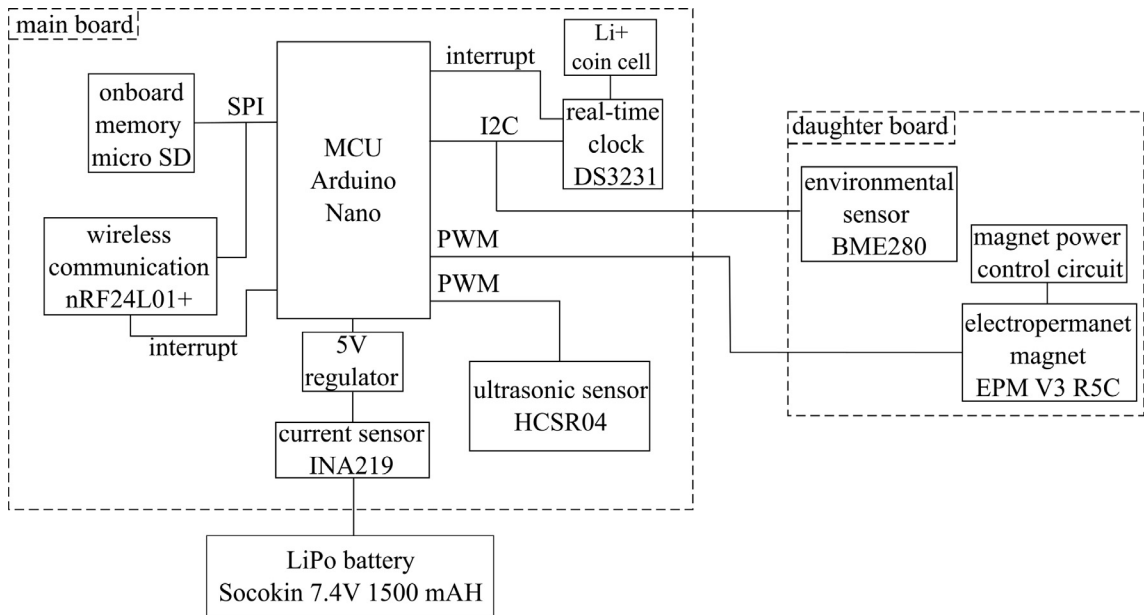 main board
onboard
memory
micro SD
SPI
MCU
Arduino
Nano
interrupt
Li+
coin cell
real-time
clock
DS3231
I2C
wireless
communication
nRF24L01+
interrupt
PWM
PWM
5V
regulator
ultrasonic sensor
HCSR04
current sensor
INA219
LiPo battery
Socokin 7.4V 1500 mAH
daughter board
environmental
sensor
BME280
magnet power
control circuit
electropermanet
magnet
EPM V3 R5C